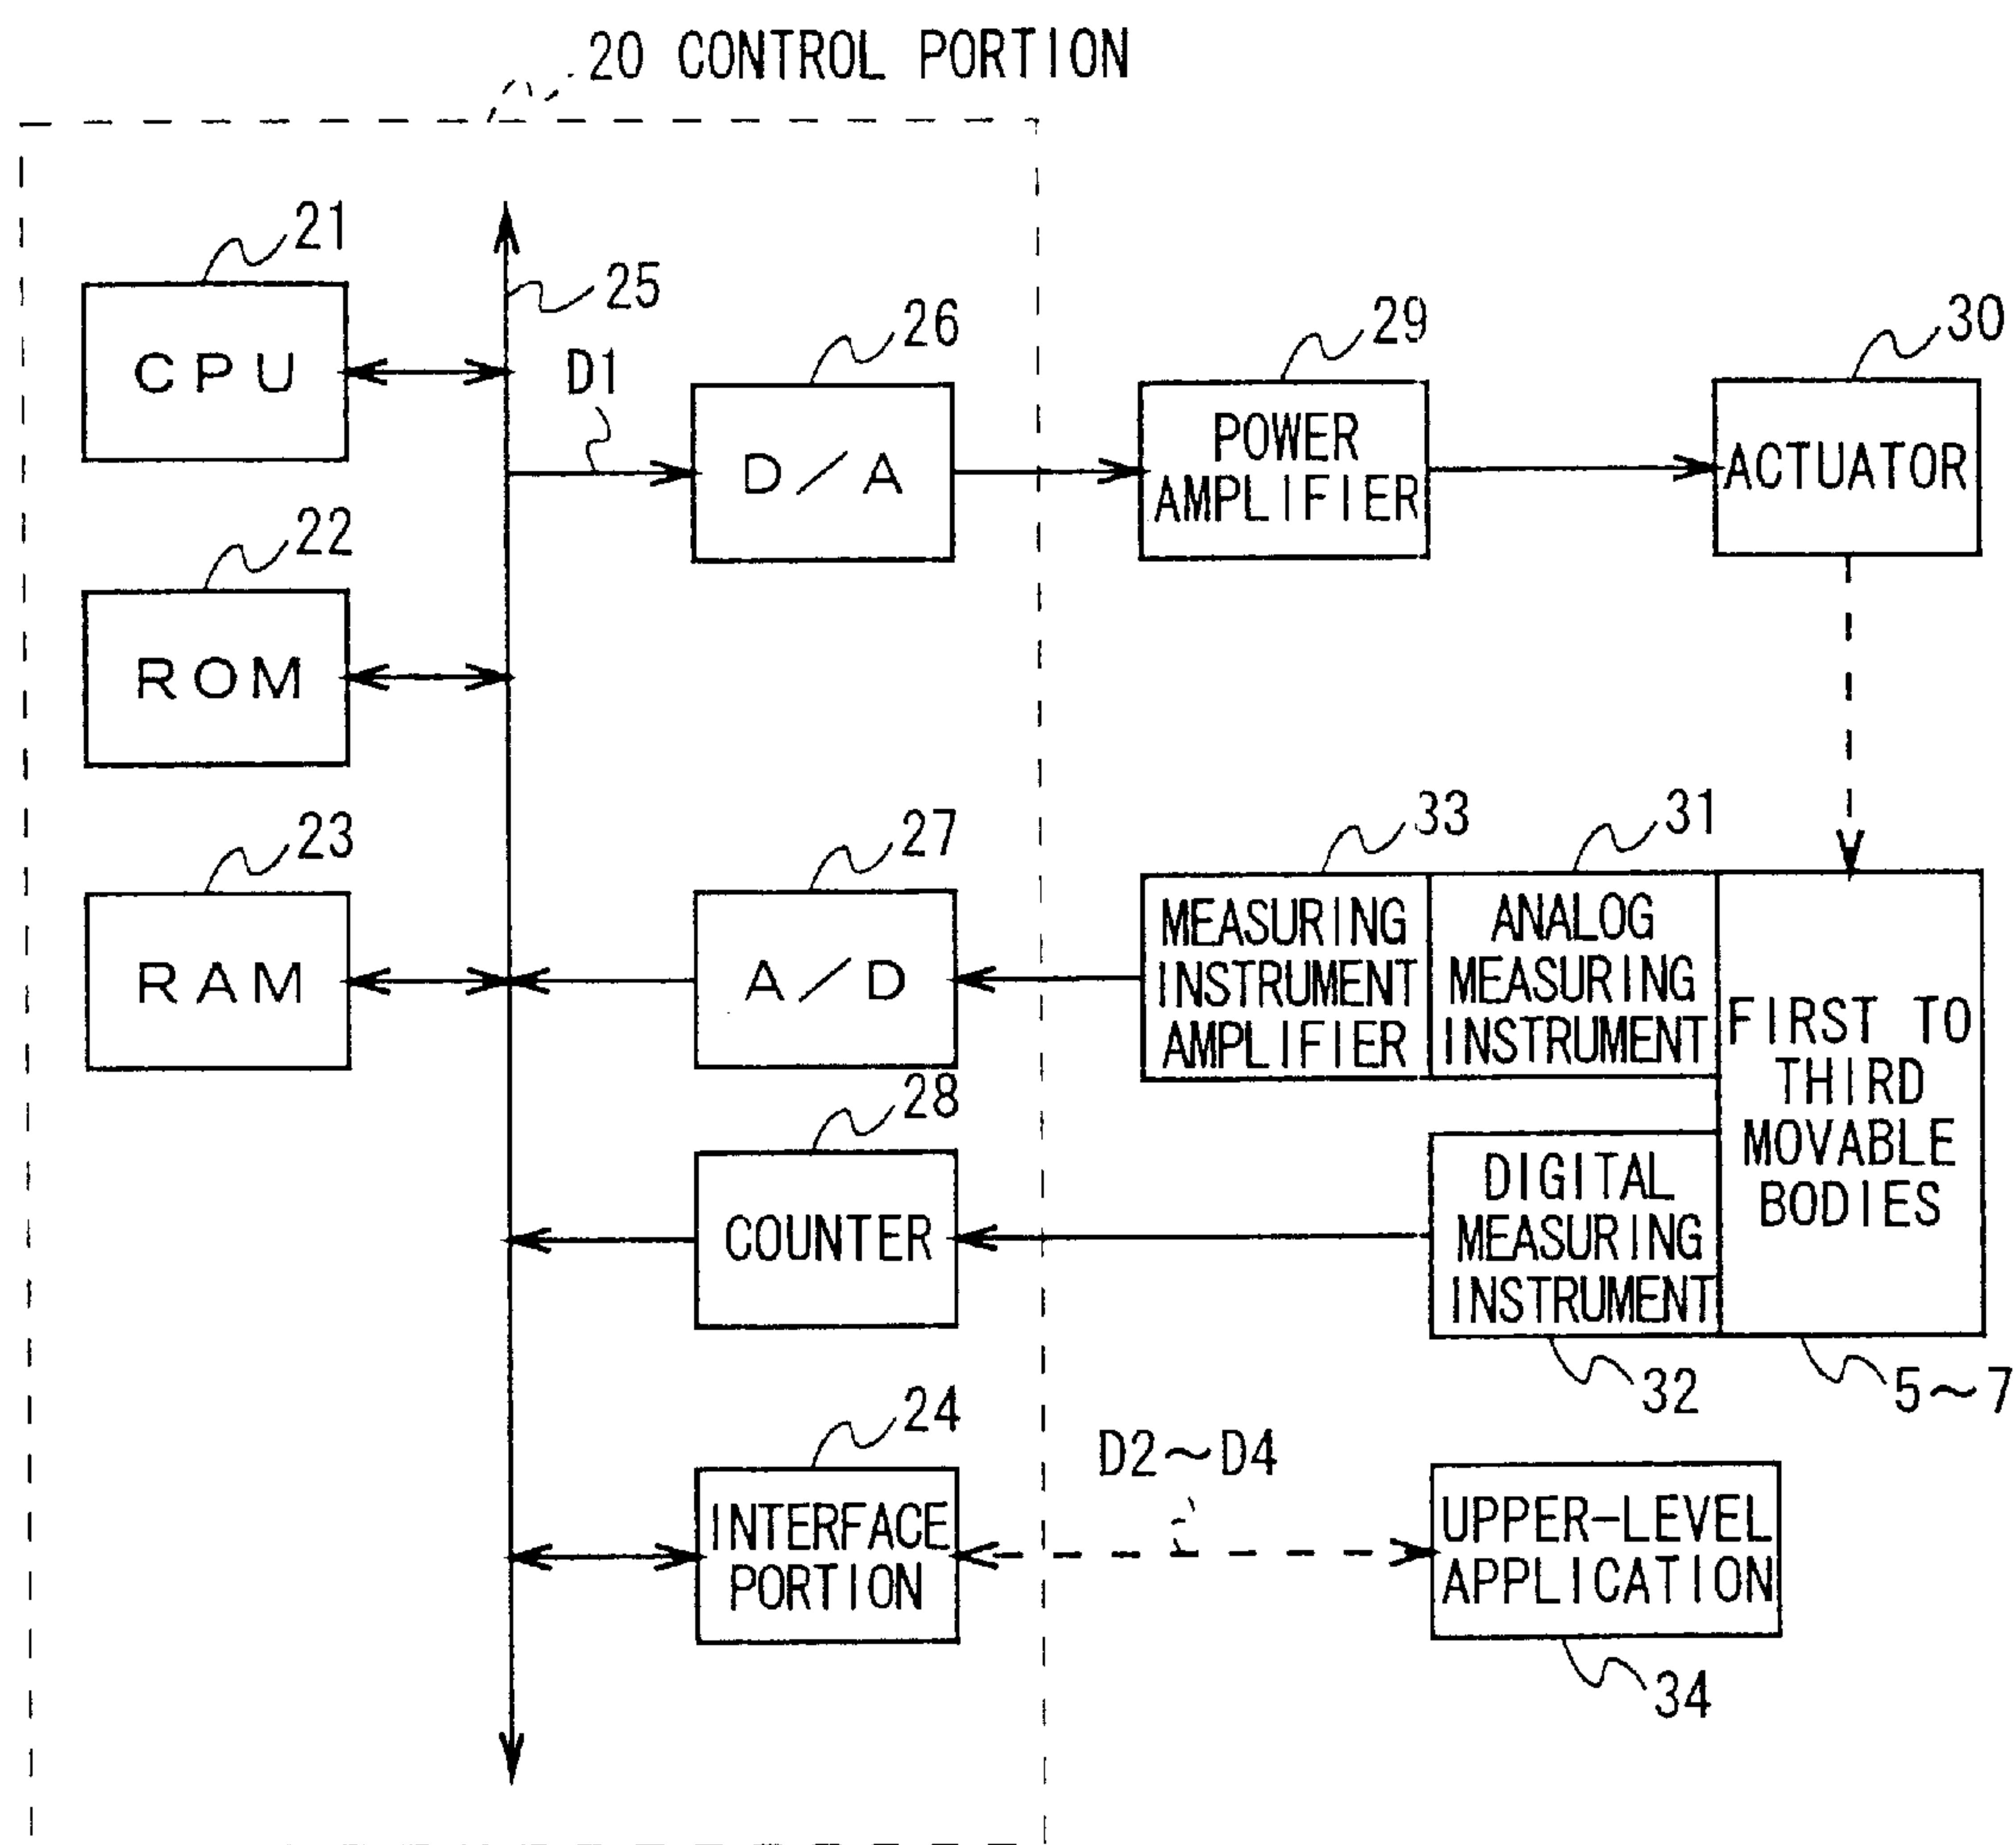 20 CONTROL PORTION
21
CPU
25
D1
26
D/A
29
POWER
AMPLIFIER
30
ACTUATOR
22
ROM
23
RAM
27
A/D
33
MEASURING
INSTRUMENT
AMPLIFIER
31
ANALOG
MEASURING
INSTRUMENT
FIRST TO
THIRD
MOVABLE
BODIES
5~7
28
COUNTER
DIGITAL
MEASURING
INSTRUMENT
32
24
INTERFACE
PORTION
D2~D4
UPPER-LEVEL
APPLICATION
34